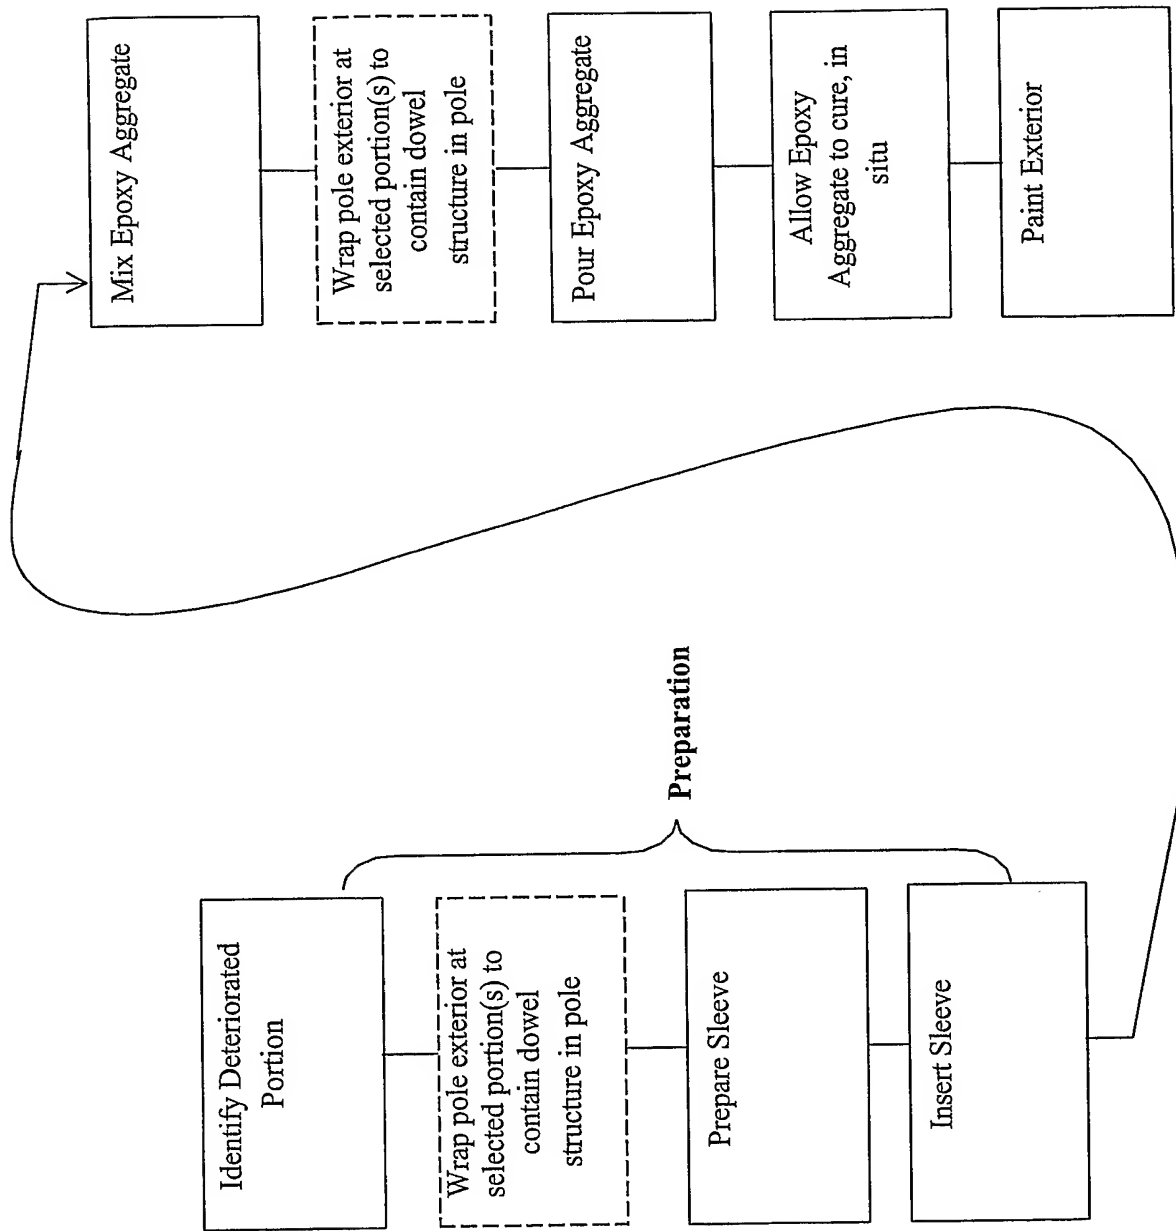 Identify Deteriorated
Portion
Wrap pole exterior at
selected portion(s) to
contain dowel
structure in pole
Prepare Sleeve
Insert Sleeve
Preparation
Mix Epoxy Aggregate
Wrap pole exterior at
selected portion(s) to
contain dowel
structure in pole
Pour Epoxy Aggregate
Allow Epoxy
Aggregate to cure, in
situ
Paint Exterior